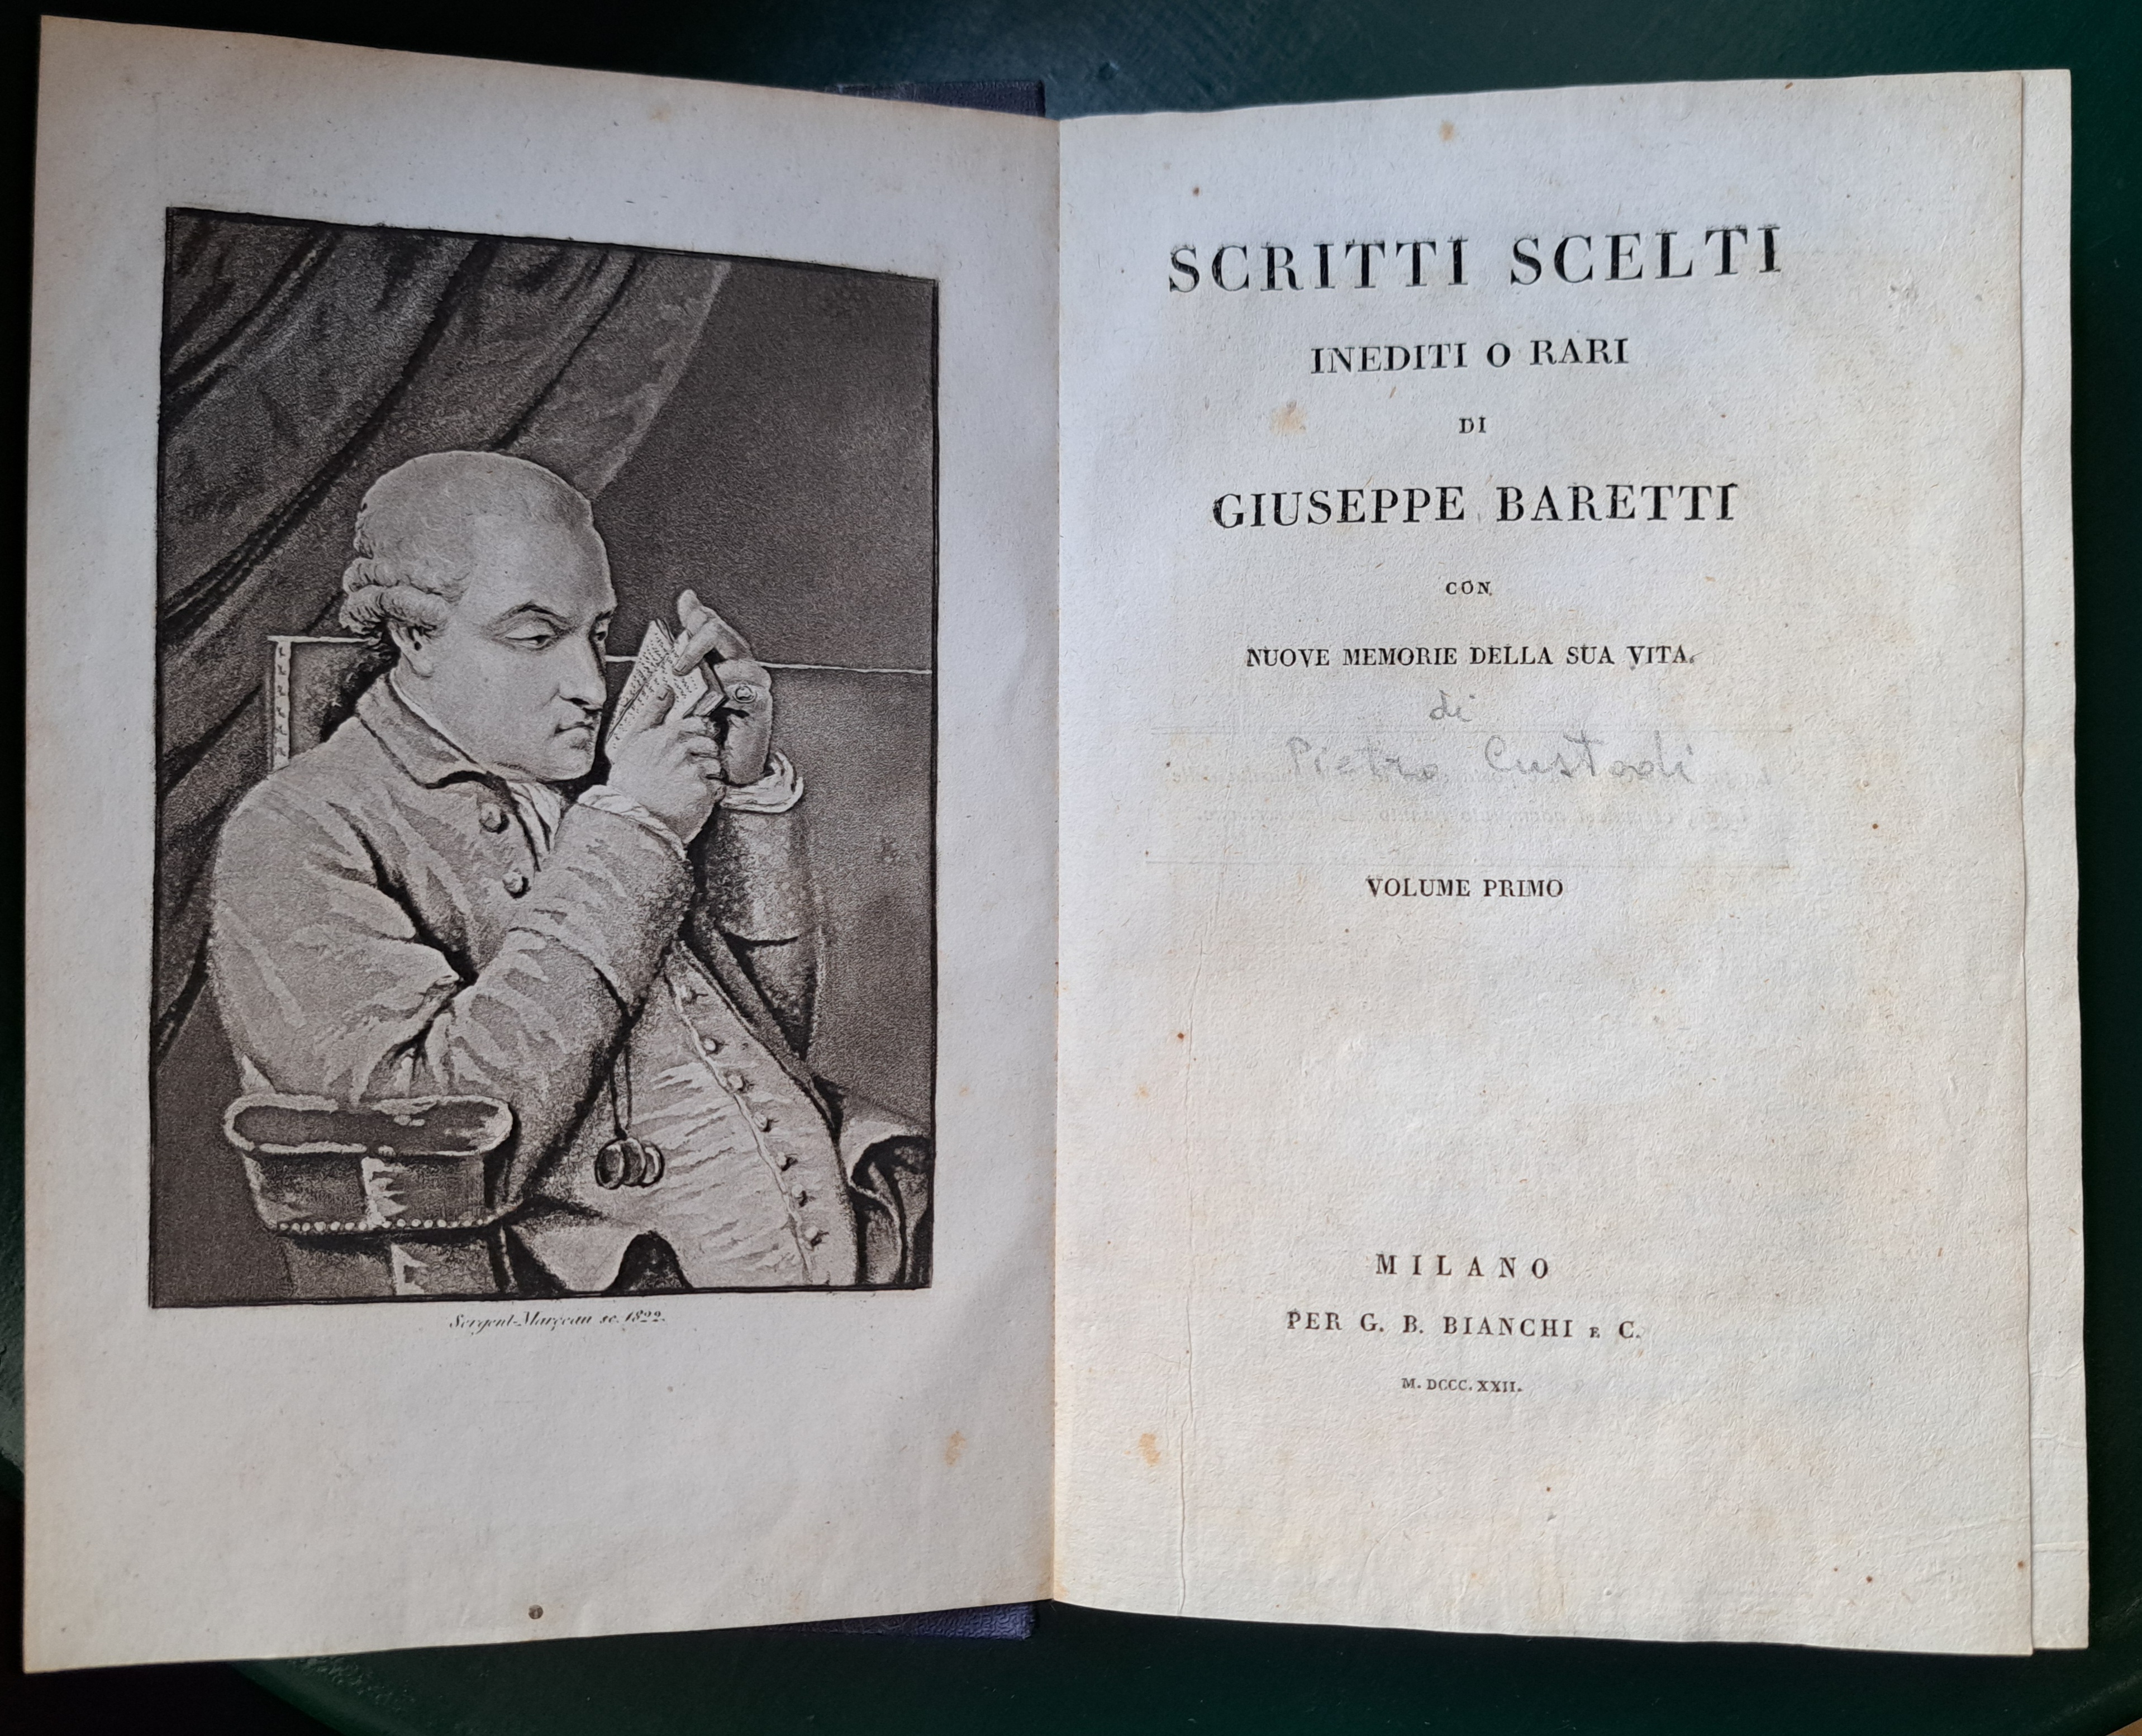 Sergent-Marceau sc. 1822.
SCRITTI SCELTI
INEDITI O RARI
DI
GIUSEPPE BARETTI
CON
NUOVE MEMORIE DELLA SUA VITA.
di
Pietro Custodi
VOLUME PRIMO
MILANO
PER G. B. BIANCHI E C.
M. DCCC. XXII.